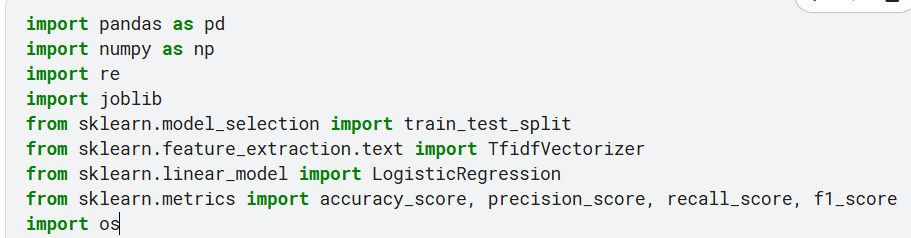 import pandas as pd
import numpy as np
import re
import joblib
from sklearn.model_selection import train_test_split
from sklearn.feature_extraction.text import TfidfVectorizer
from sklearn.linear_model import LogisticRegression
from sklearn.metrics import accuracy_score, precision_score, recall_score, f1_score
import os